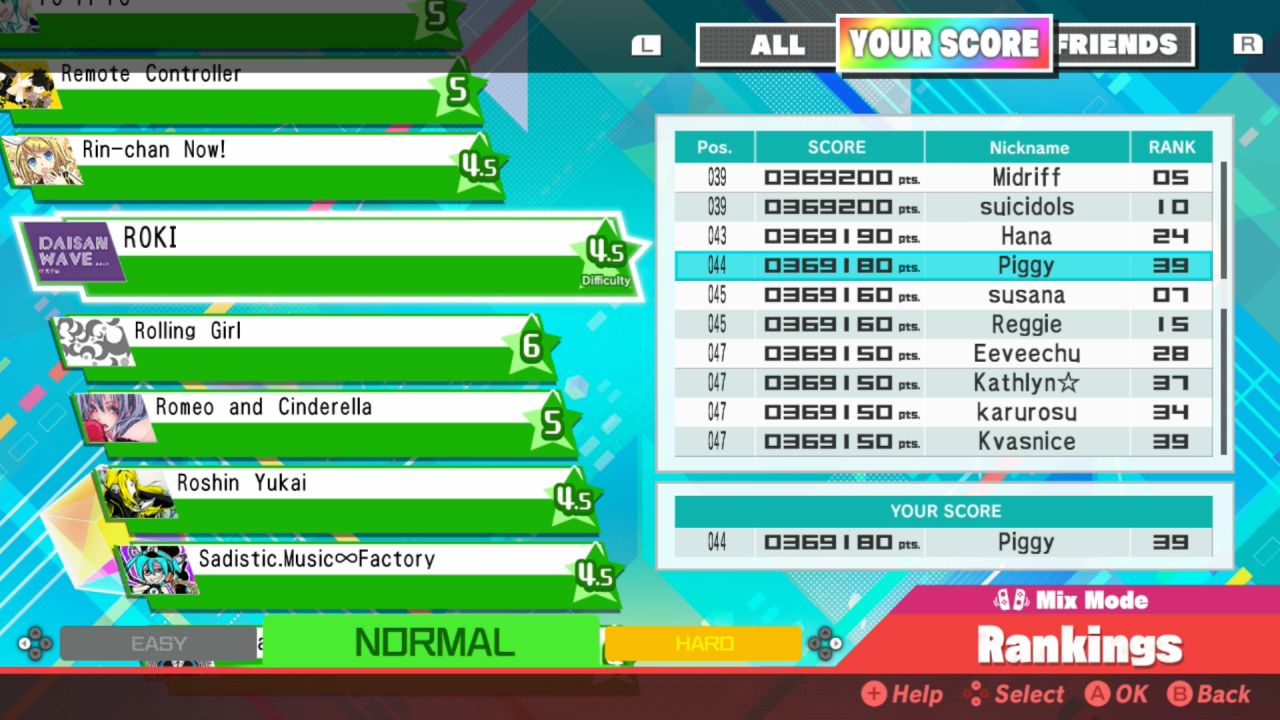 5
Remote Controller
5
Rin-chan Now!
4.5
DAISAN
WAVE
ROKI
4.5
Difficulty
Rolling Girl
6
Romeo and Cinderella
5
Roshin Yukai
4.5
Sadistic.Music∞Factory
4.5
EASY
NORMAL
HARD
L
ALL
YOUR SCORE
FRIENDS
R
Pos. SCORE Nickname RANK
039 0369200 pts. Midriff 05
039 0369200 pts. suicidols 10
043 0369190 pts. Hana 24
044 0369180 pts. Piggy 39
045 0369160 pts. susana 07
045 0369160 pts. Reggie 15
047 0369150 pts. Eeveechu 28
047 0369150 pts. Kathlyn☆ 37
047 0369150 pts. karurosu 34
047 0369150 pts. Kvasnice 39
YOUR SCORE
044 0369180 pts. Piggy 39
Mix Mode
Rankings
+ Help Select A OK B Back